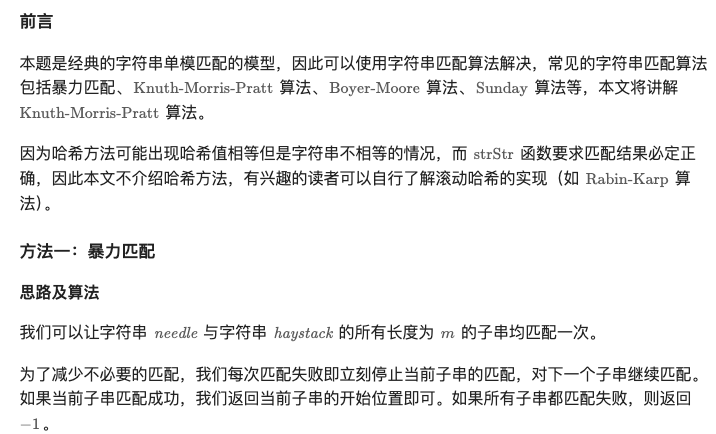 前言
本题是经典的字符串单模匹配的模型，因此可以使用字符串匹配算法解决，常见的字符串匹配算法
包括暴力匹配、Knuth-Morris-Pratt 算法、Boyer-Moore 算法、Sunday 算法等，本文将讲解
Knuth-Morris-Pratt 算法。
因为哈希方法可能出现哈希值相等但是字符串不相等的情况，而 strStr 函数要求匹配结果必定正
确，因此本文不介绍哈希方法，有兴趣的读者可以自行了解滚动哈希的实现（如 Rabin-Karp 算
法）。
方法一：暴力匹配
思路及算法
我们可以让字符串 needle 与字符串 haystack 的所有长度为 m 的子串均匹配一次。
为了减少不必要的匹配，我们每次匹配失败即立刻停止当前子串的匹配，对下一个子串继续匹配。
如果当前子串匹配成功，我们返回当前子串的开始位置即可。如果所有子串都匹配失败，则返回
−1。